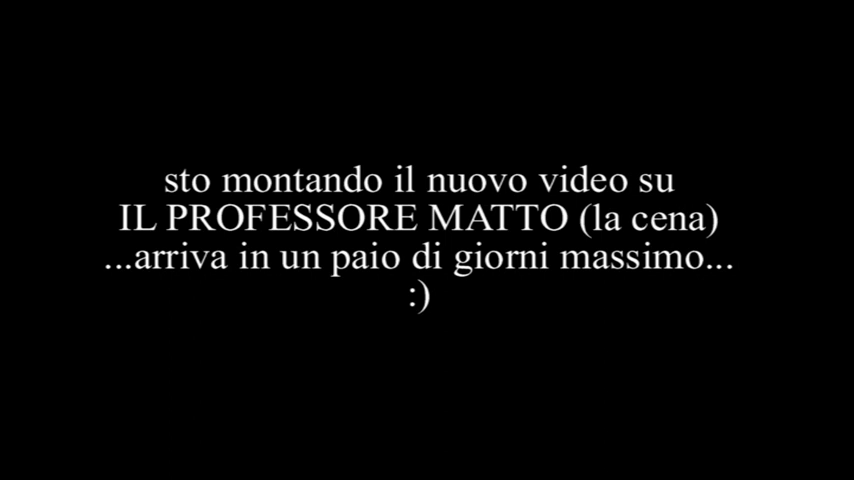 sto montando il nuovo video su
IL PROFESSORE MATTO (la cena)
...arriva in un paio di giorni massimo...
:)